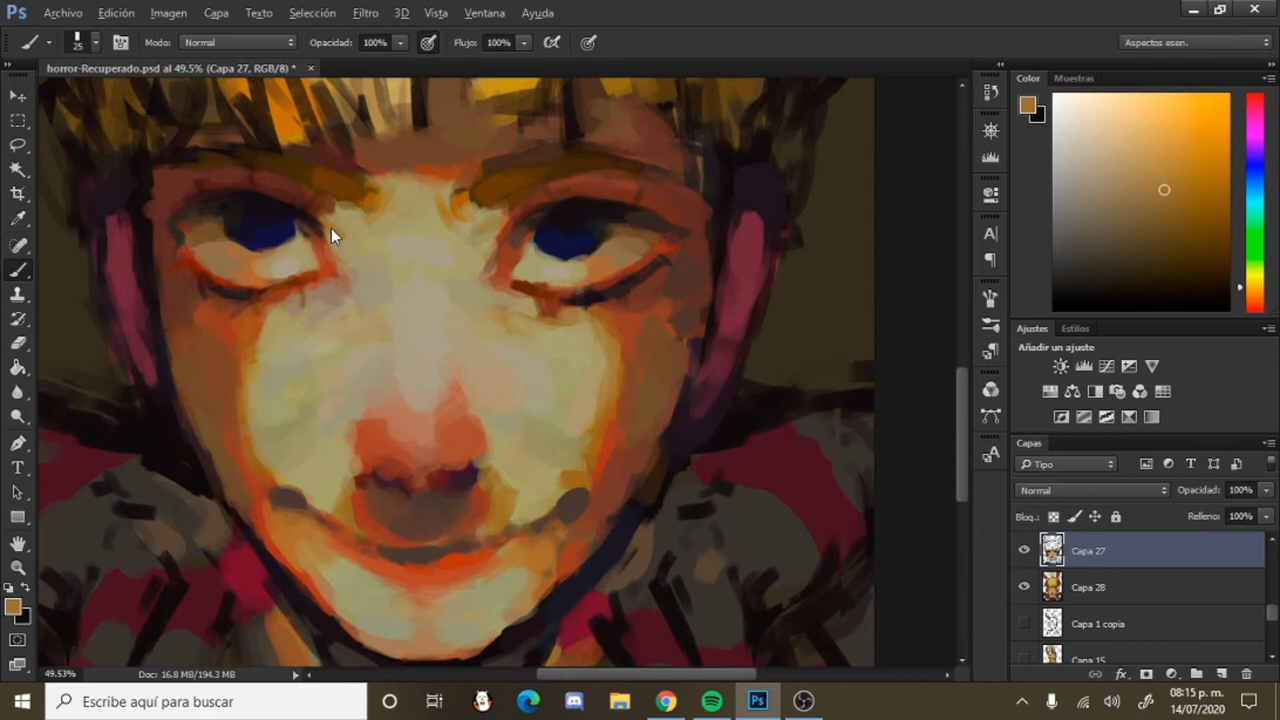 Ps Archivo Edición Imagen Capa Texto Selección Filtro 3D Vista Ventana Ayuda
25 Modo: Normal Opacidad: 100% Flujo: 100% Aspectos esen.
horror-Recuperado.psd al 49.5% (Capa 27, RGB/8) * ×
Color Muestras
Ajustes Estilos
Añadir un ajuste
Capas
Tipo
Normal Opacidad: 100%
Bloq.: Relleno: 100%
Capa 27
Capa 28
Capa 1 copia
Capa 15
49.53% Doc: 16.8 MB/194.3 MB
Escribe aquí para buscar
Ps
08:15 p. m.
14/07/2020